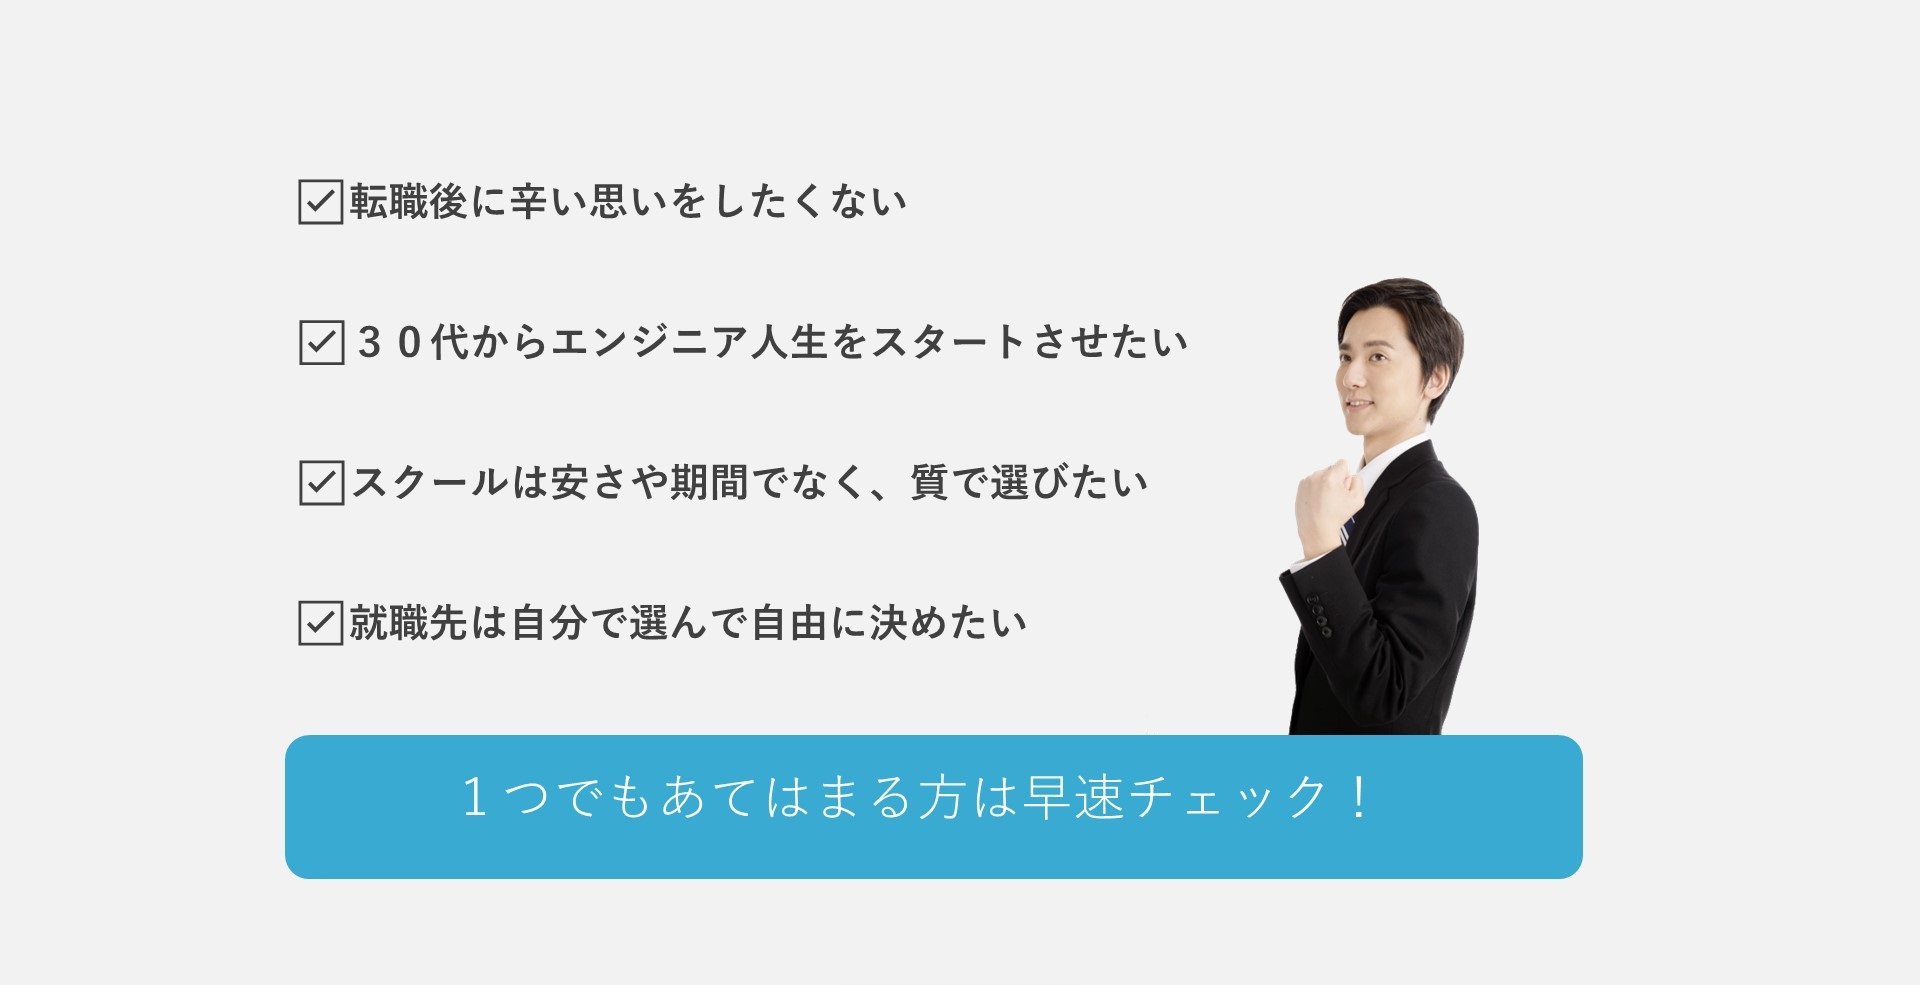 転職後に辛い思いをしたくない
３０代からエンジニア人生をスタートさせたい
スクールは安さや期間でなく、質で選びたい
就職先は自分で選んで自由に決めたい
１つでもあてはまる方は早速チェック！